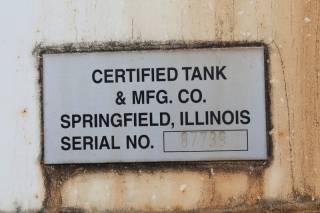 CERTIFIED TANK
& MFG. CO.
SPRINGFIELD, ILLINOIS
SERIAL NO.